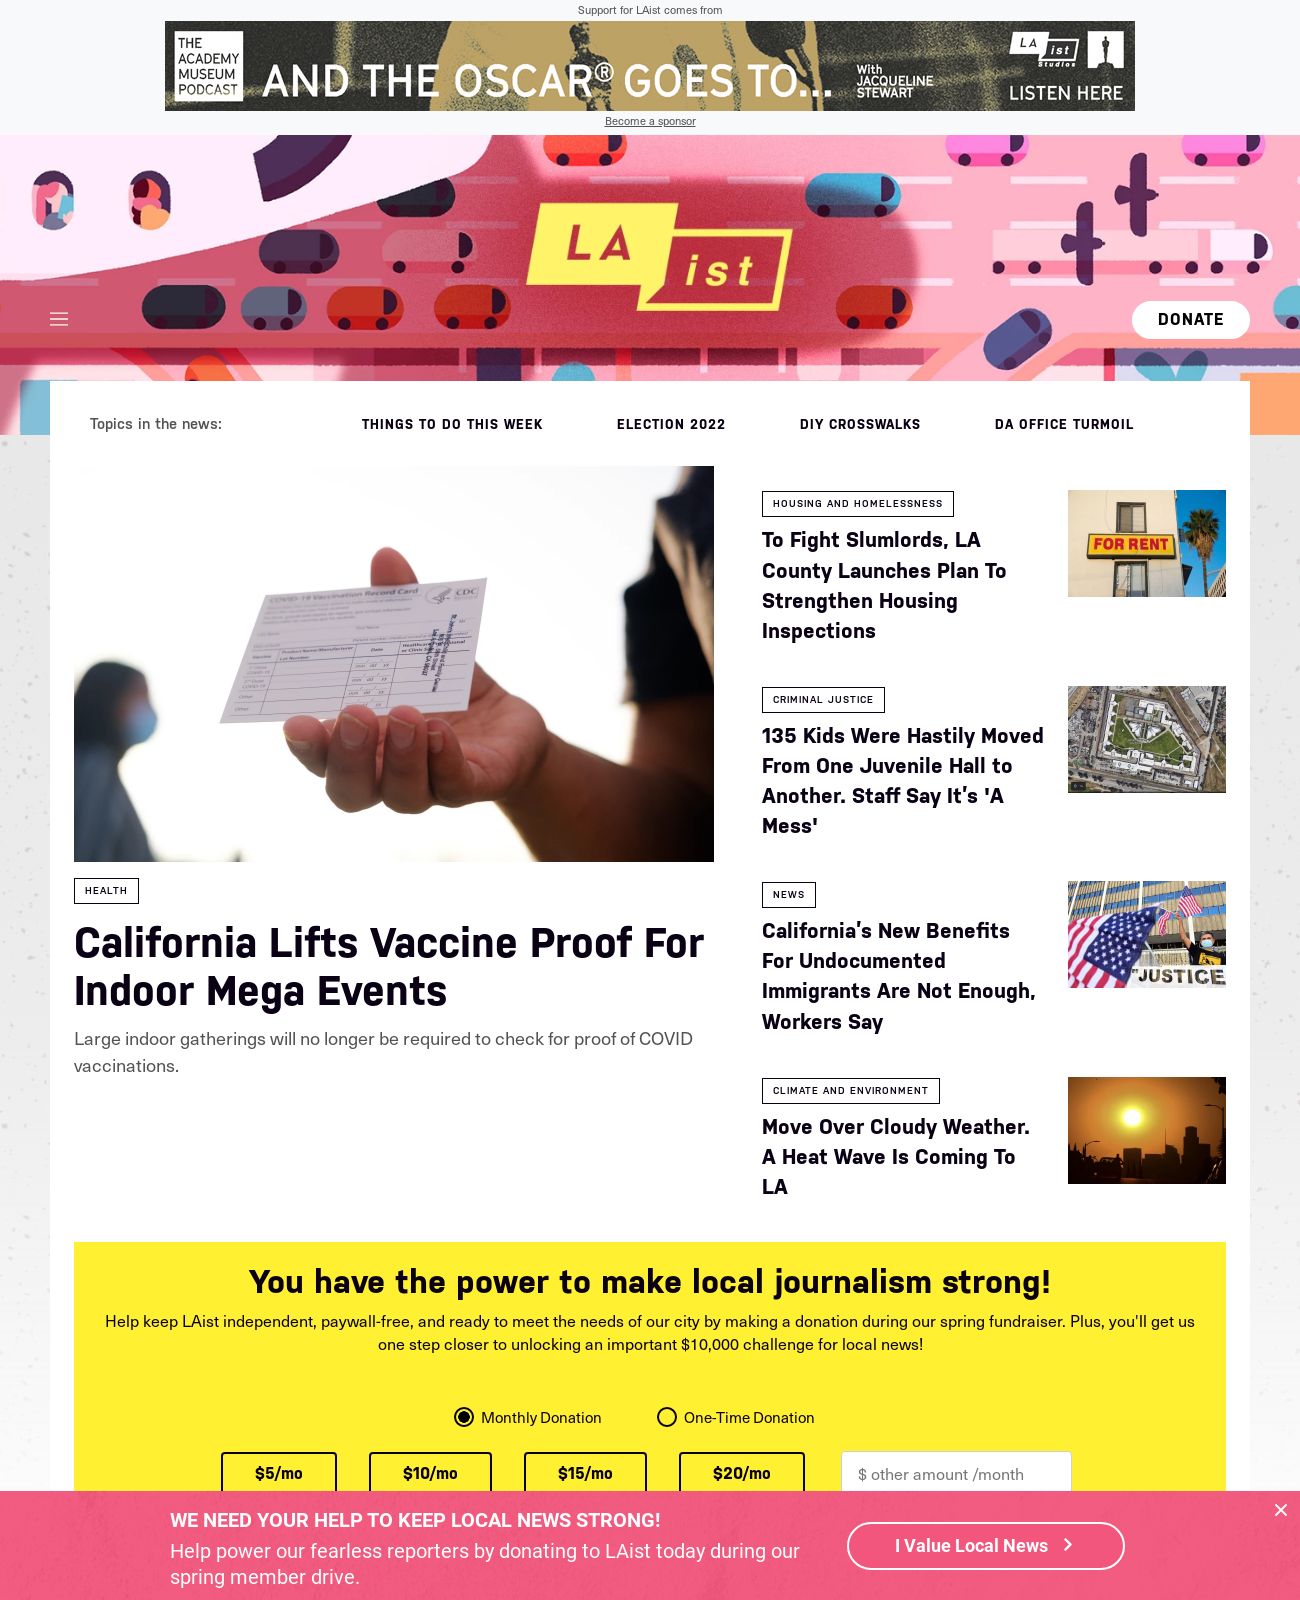 Support for LAist comes from
THE
ACADEMY
MUSEUM
PODCAST
AND THE OSCAR® GOES TO...
With
JACQUELINE
STEWART
LA ist
Studios
LISTEN HERE
Become a sponsor
LA ist
DONATE
Topics in the news:
THINGS TO DO THIS WEEK
ELECTION 2022
DIY CROSSWALKS
DA OFFICE TURMOIL
COVID-19 Vaccination Record Card
CDC
HEALTH
California Lifts Vaccine Proof For
Indoor Mega Events
Large indoor gatherings will no longer be required to check for proof of COVID
vaccinations.
HOUSING AND HOMELESSNESS
To Fight Slumlords, LA
County Launches Plan To
Strengthen Housing
Inspections
FOR RENT
CRIMINAL JUSTICE
135 Kids Were Hastily Moved
From One Juvenile Hall to
Another. Staff Say It’s 'A
Mess'
NEWS
California’s New Benefits
For Undocumented
Immigrants Are Not Enough,
Workers Say
JUSTICE
CLIMATE AND ENVIRONMENT
Move Over Cloudy Weather.
A Heat Wave Is Coming To
LA
You have the power to make local journalism strong!
Help keep LAist independent, paywall-free, and ready to meet the needs of our city by making a donation during our spring fundraiser. Plus, you'll get us
one step closer to unlocking an important $10,000 challenge for local news!
Monthly Donation
One-Time Donation
$5/mo
$10/mo
$15/mo
$20/mo
$ other amount /month
WE NEED YOUR HELP TO KEEP LOCAL NEWS STRONG!
Help power our fearless reporters by donating to LAist today during our
spring member drive.
I Value Local News